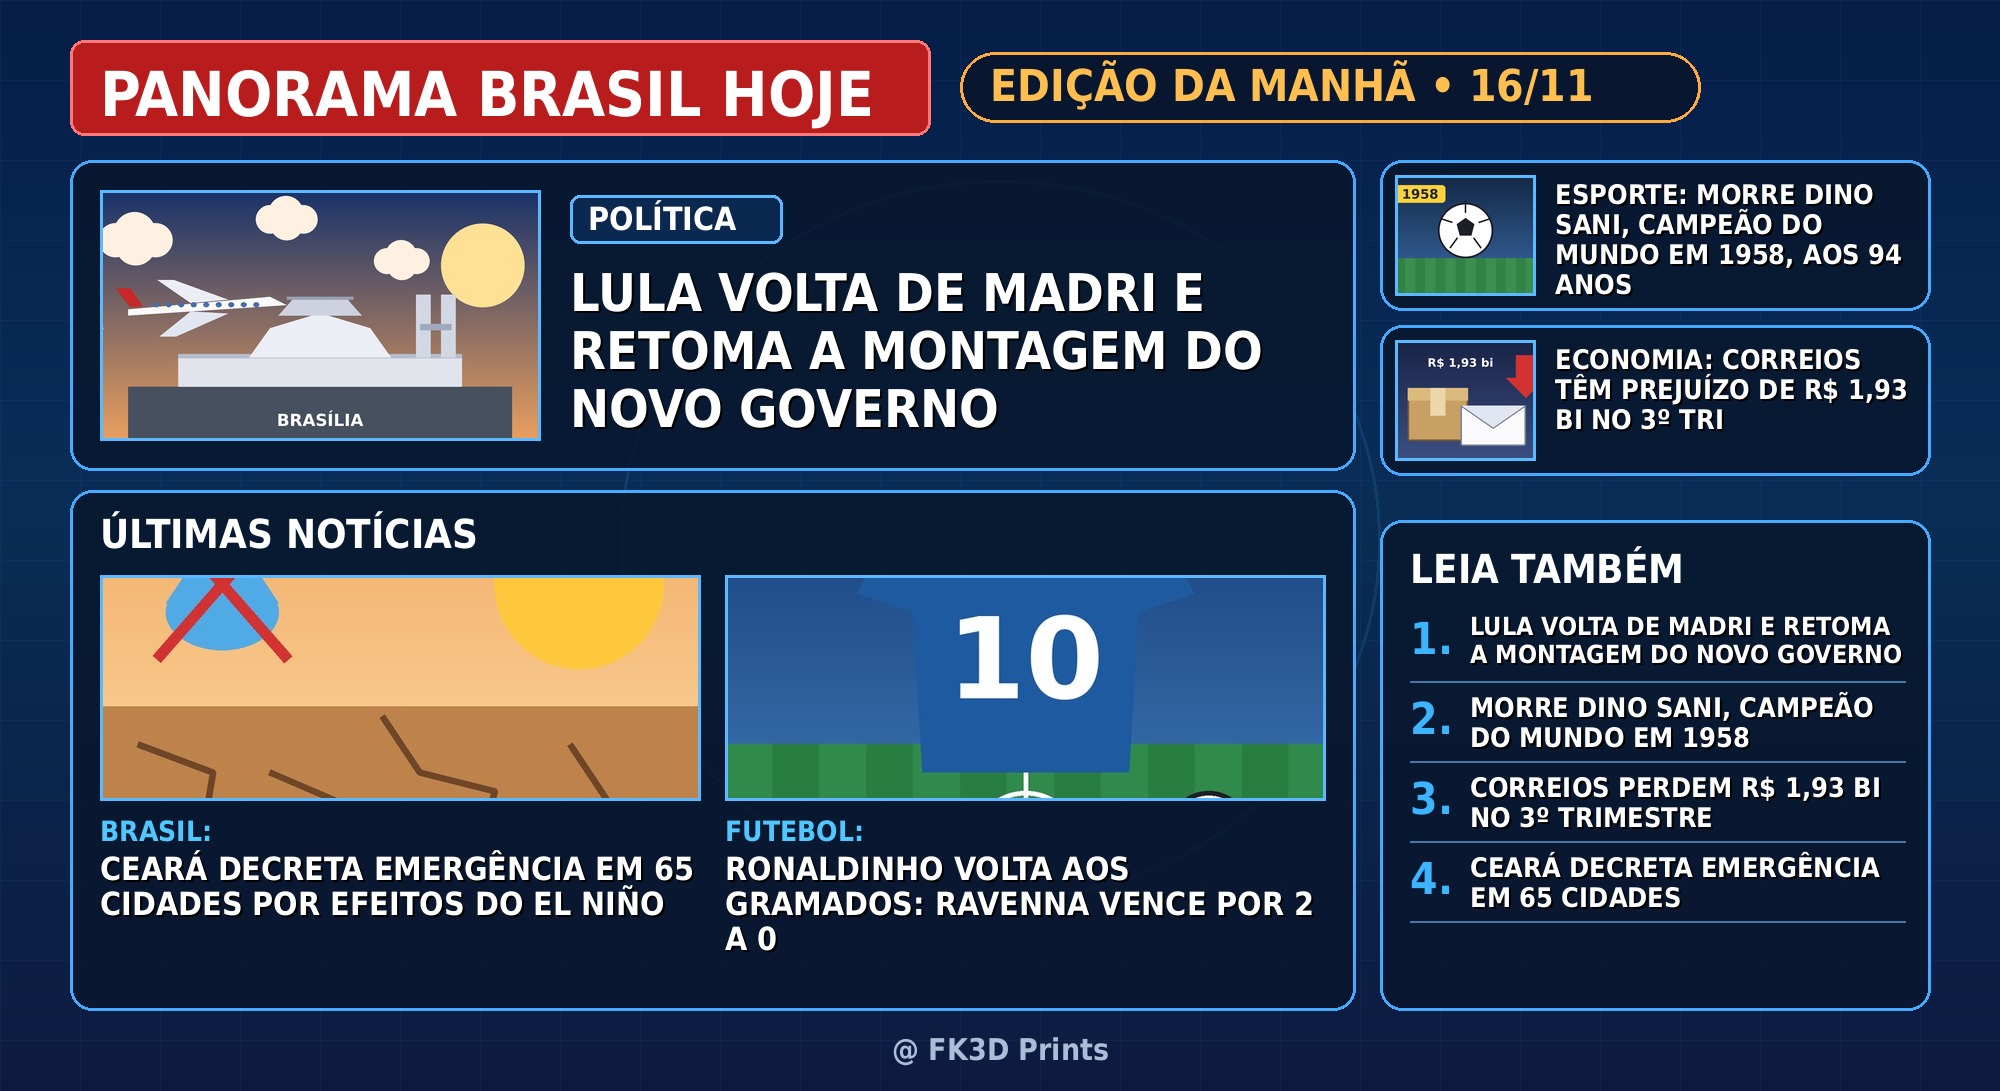 PANORAMA BRASIL HOJE
EDIÇÃO DA MANHÃ • 16/11
BRASÍLIA
POLÍTICA
LULA VOLTA DE MADRI E
RETOMA A MONTAGEM DO
NOVO GOVERNO
1958
ESPORTE: MORRE DINO
SANI, CAMPEÃO DO
MUNDO EM 1958, AOS 94
ANOS
R$ 1,93 bi
ECONOMIA: CORREIOS
TÊM PREJUÍZO DE R$ 1,93
BI NO 3º TRI
ÚLTIMAS NOTÍCIAS
BRASIL:
CEARÁ DECRETA EMERGÊNCIA EM 65
CIDADES POR EFEITOS DO EL NIÑO
10
FUTEBOL:
RONALDINHO VOLTA AOS
GRAMADOS: RAVENNA VENCE POR 2
A 0
LEIA TAMBÉM
1. LULA VOLTA DE MADRI E RETOMA
A MONTAGEM DO NOVO GOVERNO
2. MORRE DINO SANI, CAMPEÃO
DO MUNDO EM 1958
3. CORREIOS PERDEM R$ 1,93 BI
NO 3º TRIMESTRE
4. CEARÁ DECRETA EMERGÊNCIA
EM 65 CIDADES
@ FK3D Prints